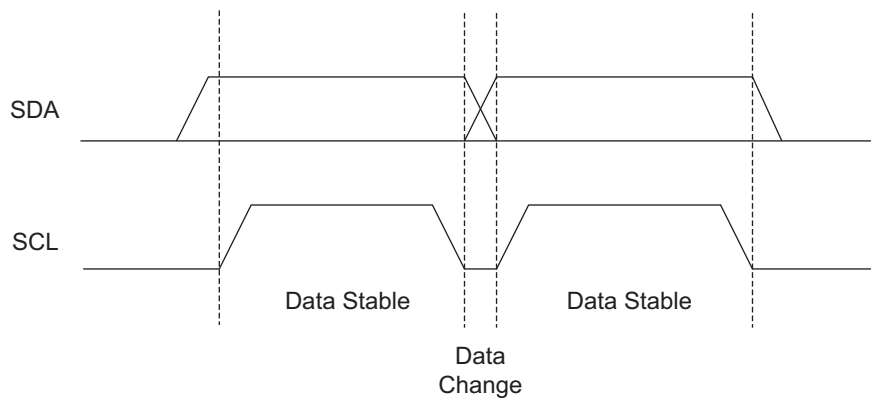 SDA
SCL
Data Stable
Data Stable
Data
Change